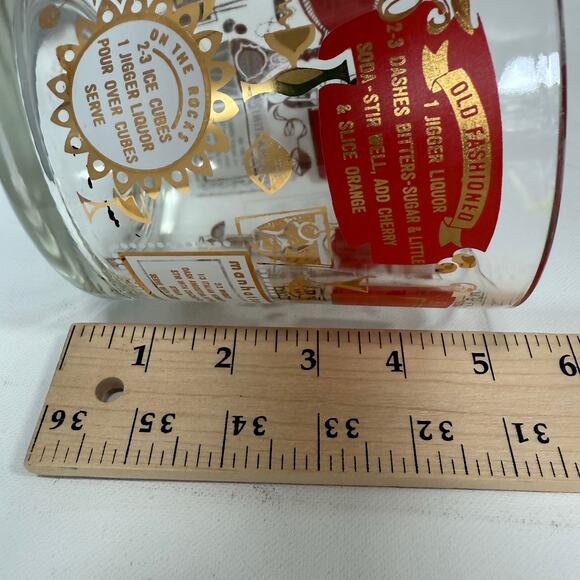 ON THE ROCKS
2-3 ICE CUBES
1 JIGGER LIQUOR
POUR OVER CUBES
SERVE
OLD FASHIONED
1 JIGGER LIQUOR
2-3 DASHES BITTERS-SUGAR & LITTLE
SODA-STIR WELL, ADD CHERRY
& SLICE ORANGE
1 2 3 4 5 6
36 35 34 33 32 31